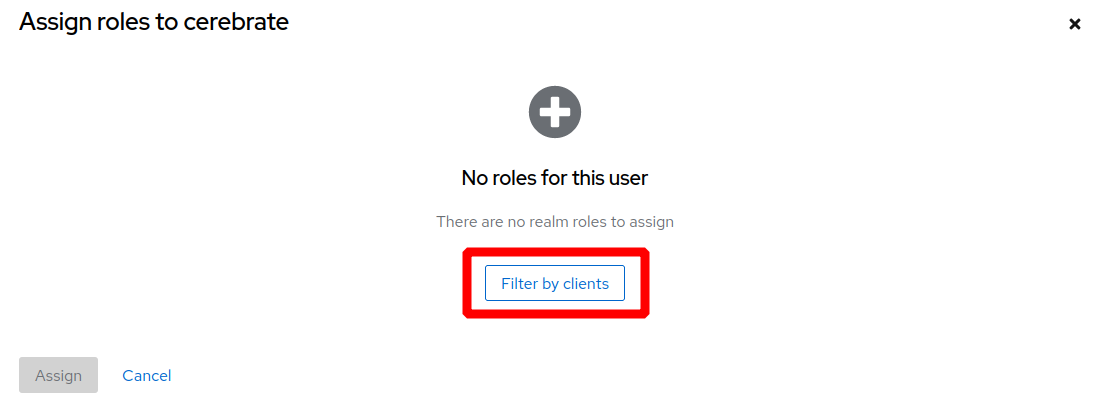 Assign roles to cerebrate
No roles for this user
There are no realm roles to assign
Filter by clients
Assign Cancel